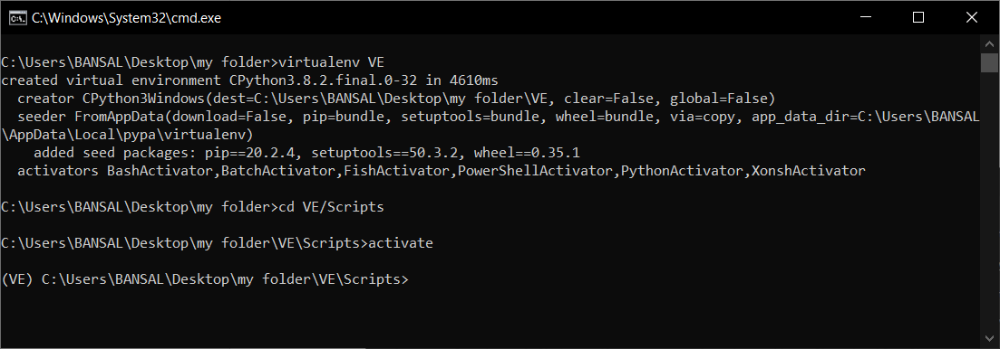 C:\Windows\System32\cmd.exe
C:\Users\BANSAL\Desktop\my folder>virtualenv VE
created virtual environment CPython3.8.2.final.0-32 in 4610ms
  creator CPython3Windows(dest=C:\Users\BANSAL\Desktop\my folder\VE, clear=False, global=False)
  seeder FromAppData(download=False, pip=bundle, setuptools=bundle, wheel=bundle, via=copy, app_data_dir=C:\Users\BANSAL
\AppData\Local\pypa\virtualenv)
    added seed packages: pip==20.2.4, setuptools==50.3.2, wheel==0.35.1
  activators BashActivator,BatchActivator,FishActivator,PowerShellActivator,PythonActivator,XonshActivator
C:\Users\BANSAL\Desktop\my folder>cd VE/Scripts
C:\Users\BANSAL\Desktop\my folder\VE\Scripts>activate
(VE) C:\Users\BANSAL\Desktop\my folder\VE\Scripts>